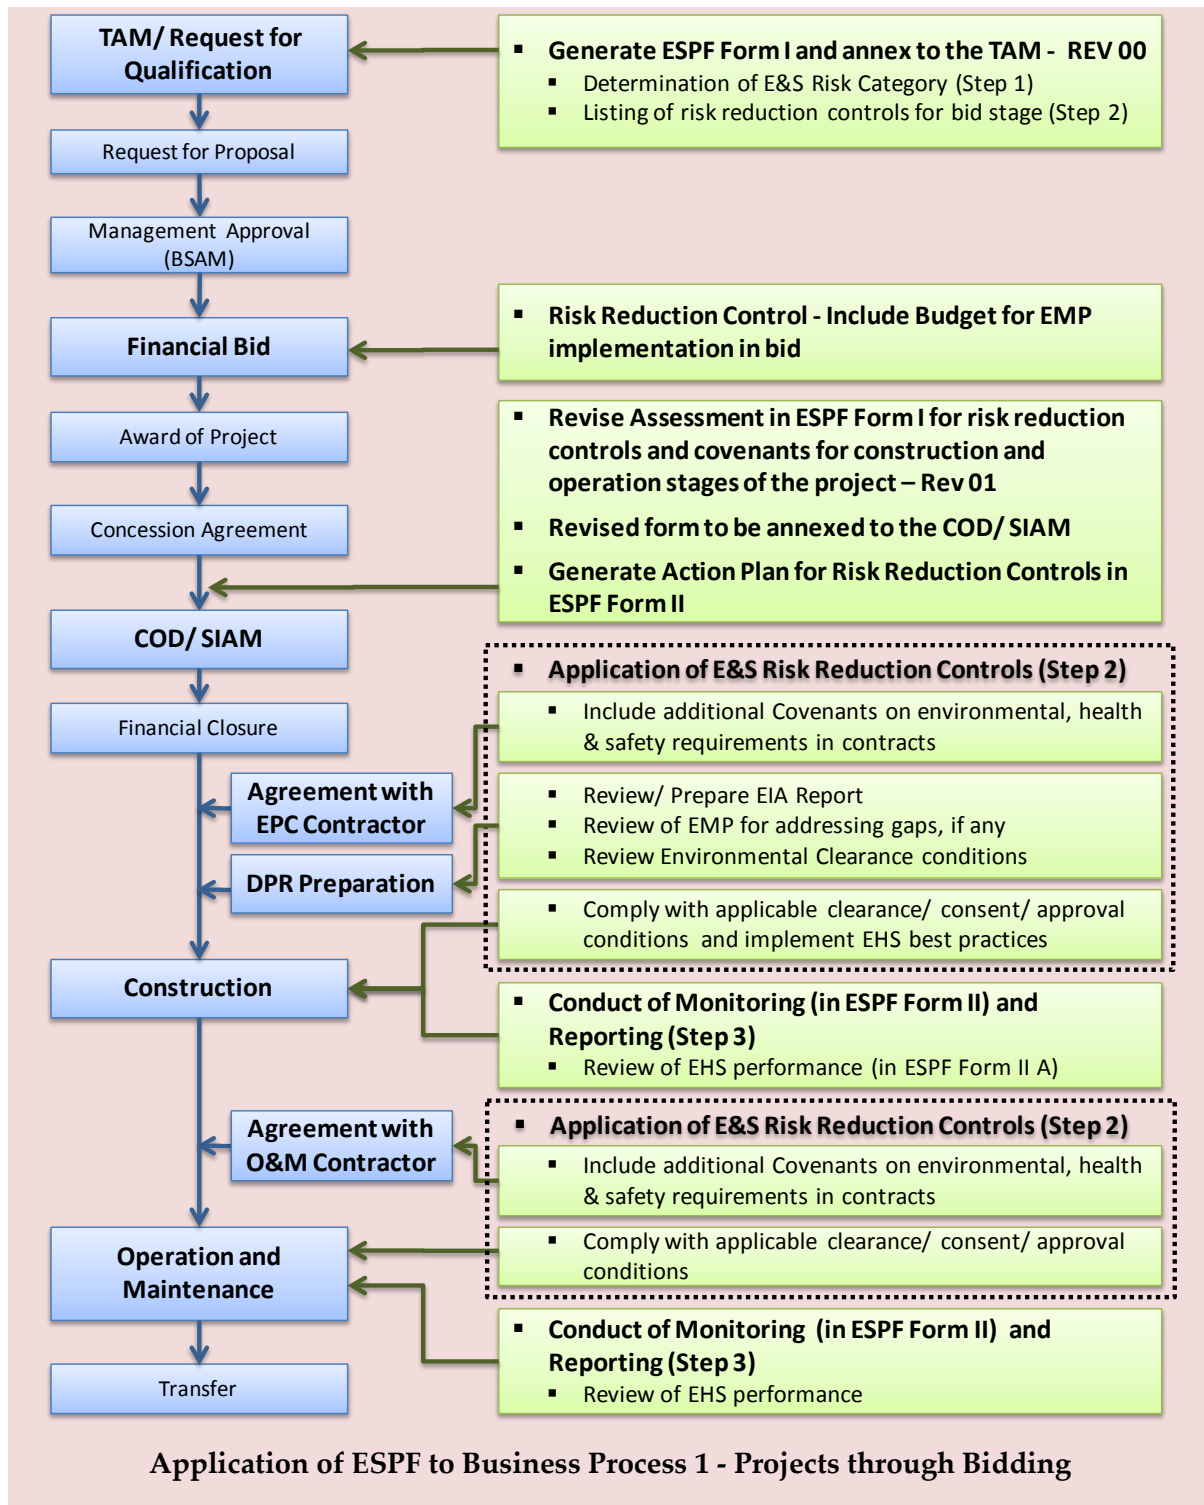 TAM/ Request for
Qualification
▪ Generate ESPF Form I and annex to the TAM - REV 00
▪ Determination of E&S Risk Category (Step 1)
▪ Listing of risk reduction controls for bid stage (Step 2)
Request for Proposal
Management Approval
(BSAM)
Financial Bid
▪ Risk Reduction Control - Include Budget for EMP
implementation in bid
Award of Project
Concession Agreement
▪ Revise Assessment in ESPF Form I for risk reduction
controls and covenants for construction and
operation stages of the project – Rev 01
▪ Revised form to be annexed to the COD/ SIAM
▪ Generate Action Plan for Risk Reduction Controls in
ESPF Form II
COD/ SIAM
Financial Closure
▪ Application of E&S Risk Reduction Controls (Step 2)
▪ Include additional Covenants on environmental, health
& safety requirements in contracts
Agreement with
EPC Contractor
▪ Review/ Prepare EIA Report
▪ Review of EMP for addressing gaps, if any
▪ Review Environmental Clearance conditions
DPR Preparation
▪ Comply with applicable clearance/ consent/ approval
conditions and implement EHS best practices
Construction
▪ Conduct of Monitoring (in ESPF Form II) and
Reporting (Step 3)
▪ Review of EHS performance (in ESPF Form II A)
Agreement with
O&M Contractor
▪ Application of E&S Risk Reduction Controls (Step 2)
▪ Include additional Covenants on environmental, health
& safety requirements in contracts
▪ Comply with applicable clearance/ consent/ approval
conditions
Operation and
Maintenance
▪ Conduct of Monitoring (in ESPF Form II) and
Reporting (Step 3)
▪ Review of EHS performance
Transfer
Application of ESPF to Business Process 1 - Projects through Bidding